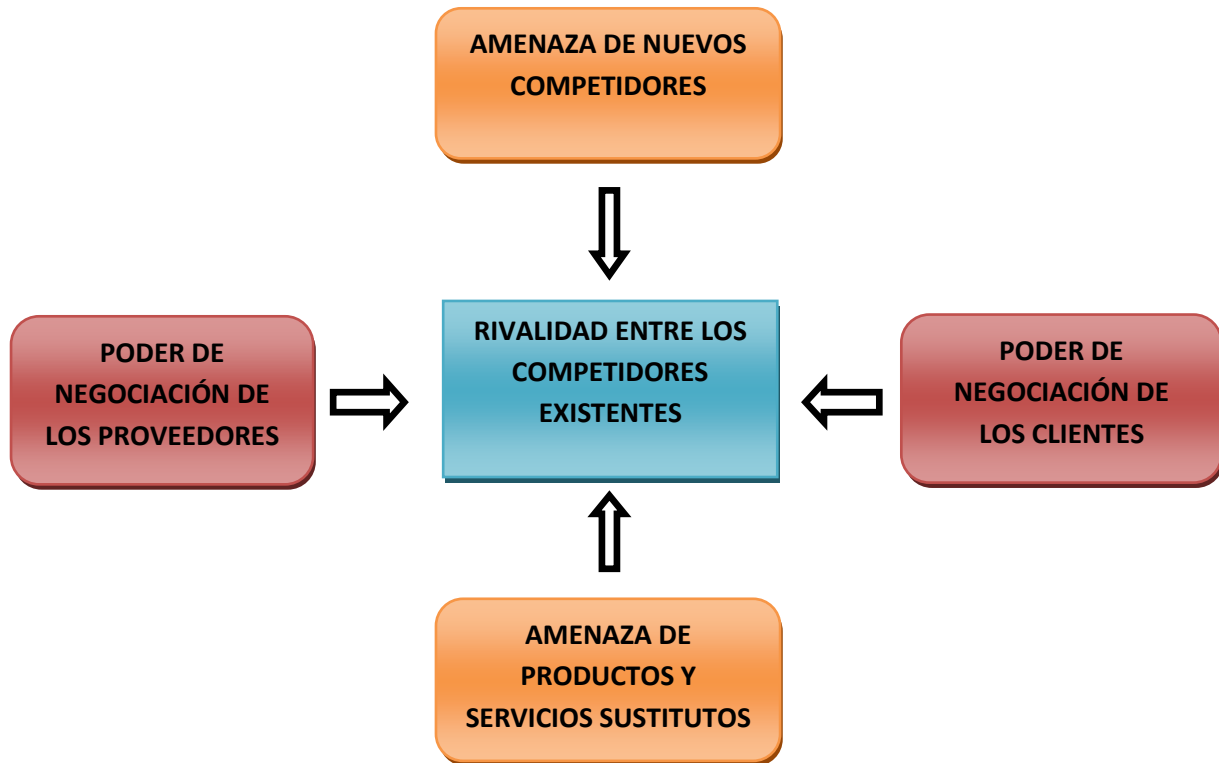 AMENAZA DE NUEVOS
COMPETIDORES
PODER DE
NEGOCIACIÓN DE
LOS PROVEEDORES
RIVALIDAD ENTRE LOS
COMPETIDORES
EXISTENTES
PODER DE
NEGOCIACIÓN DE
LOS CLIENTES
AMENAZA DE
PRODUCTOS Y
SERVICIOS SUSTITUTOS